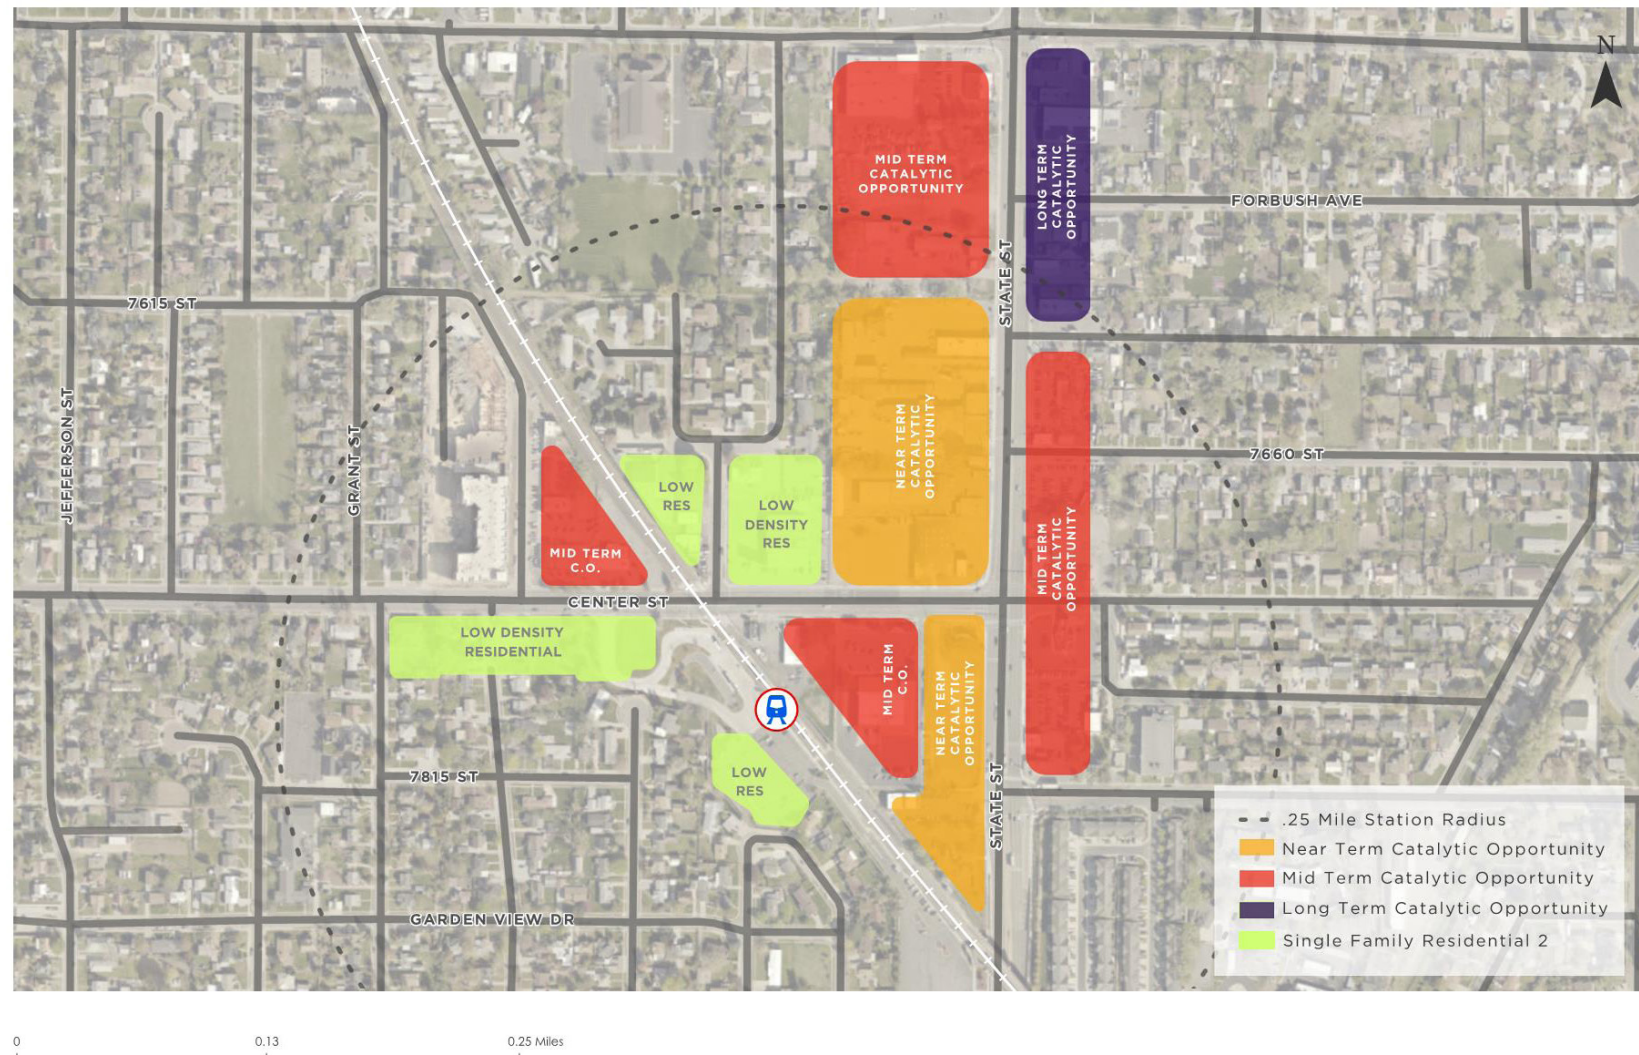 N
MID TERM
CATALYTIC
OPPORTUNITY
LONG TERM
CATALYTIC
OPPORTUNITY
FORBUSH AVE
STATE ST
7615 ST
JEFFERSON ST
GRANT ST
NEAR TERM
CATALYTIC
OPPORTUNITY
7660 ST
LOW
RES
LOW
DENSITY
RES
MID TERM
C.O.
MID TERM
CATALYTIC
OPPORTUNITY
CENTER ST
LOW DENSITY
RESIDENTIAL
MID TERM
C.O.
NEAR TERM
CATALYTIC
OPPORTUNITY
LOW
RES
7815 ST
STATE ST
GARDEN VIEW DR
.25 Mile Station Radius
Near Term Catalytic Opportunity
Mid Term Catalytic Opportunity
Long Term Catalytic Opportunity
Single Family Residential 2
0
0.13
0.25 Miles